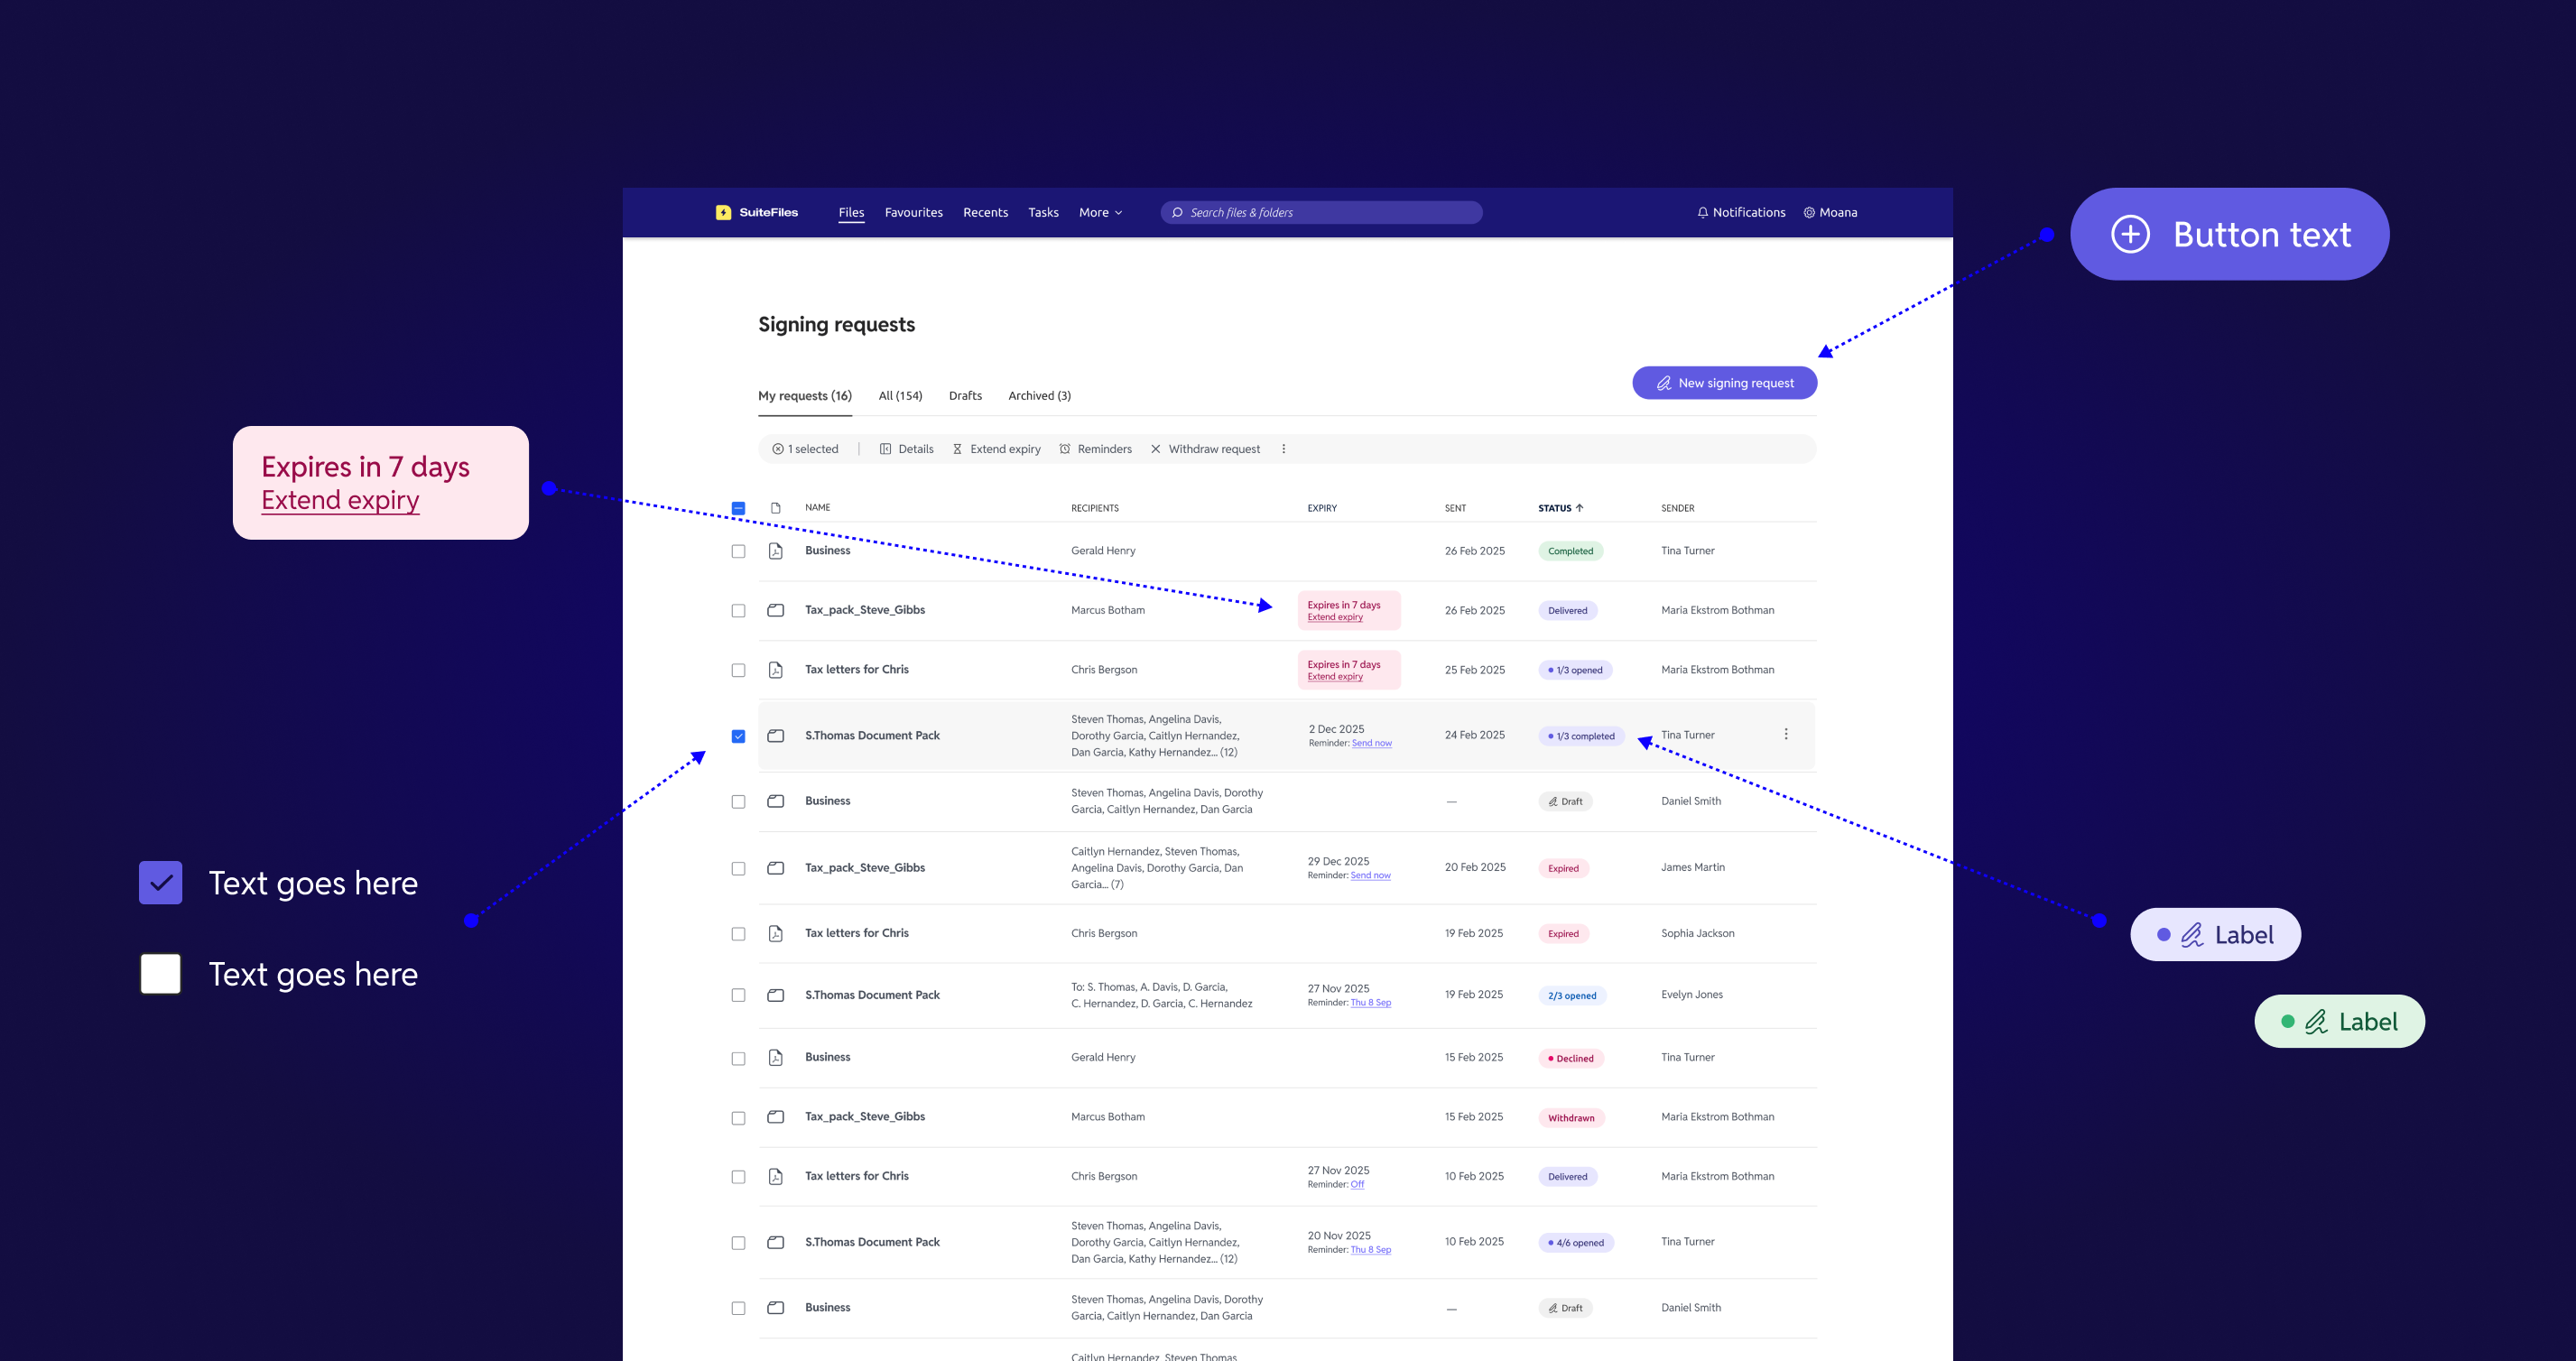 SuiteFiles
Files Favourites Recents Tasks More
Search files & folders
Notifications Moana
Button text
Signing requests
My requests (16) All (154) Drafts Archived (3)
New signing request
1 selected Details Extend expiry Reminders Withdraw request
Expires in 7 days
Extend expiry
NAME RECIPIENTS EXPIRY SENT STATUS SENDER
Business Gerald Henry 26 Feb 2025 Completed Tina Turner
Tax_pack_Steve_Gibbs Marcus Botham Expires in 7 days 26 Feb 2025 Delivered Maria Ekstrom Bothman
Extend expiry
Tax letters for Chris Chris Bergson Expires in 7 days 25 Feb 2025 1/3 opened Maria Ekstrom Bothman
Extend expiry
Steven Thomas, Angelina Davis,
S.Thomas Document Pack Dorothy Garcia, Caitlyn Hernandez, 2 Dec 2025 24 Feb 2025 1/3 completed Tina Turner
Reminder: Send now
Dan Garcia, Kathy Hernandez... (12)
Steven Thomas, Angelina Davis, Dorothy
Business — Draft Daniel Smith
Garcia, Caitlyn Hernandez, Dan Garcia
Caitlyn Hernandez, Steven Thomas,
Tax_pack_Steve_Gibbs Angelina Davis, Dorothy Garcia, Dan 29 Dec 2025 20 Feb 2025 Expired James Martin
Reminder: Send now
Garcia... (7)
Text goes here
Tax letters for Chris Chris Bergson 19 Feb 2025 Expired Sophia Jackson
Label
Text goes here
To: S. Thomas, A. Davis, D. Garcia, 27 Nov 2025
S.Thomas Document Pack 19 Feb 2025 2/3 opened Evelyn Jones
C. Hernandez, D. Garcia, C. Hernandez Reminder: Thu 8 Sep
Label
Business Gerald Henry 15 Feb 2025 Declined Tina Turner
Tax_pack_Steve_Gibbs Marcus Botham 15 Feb 2025 Withdrawn Maria Ekstrom Bothman
Tax letters for Chris Chris Bergson 27 Nov 2025 10 Feb 2025 Delivered Maria Ekstrom Bothman
Reminder: Off
Steven Thomas, Angelina Davis,
S.Thomas Document Pack Dorothy Garcia, Caitlyn Hernandez, 20 Nov 2025 10 Feb 2025 4/6 opened Tina Turner
Reminder: Thu 8 Sep
Dan Garcia, Kathy Hernandez... (12)
Steven Thomas, Angelina Davis, Dorothy
Business — Draft Daniel Smith
Garcia, Caitlyn Hernandez, Dan Garcia
Caitlyn Hernandez, Steven Thomas